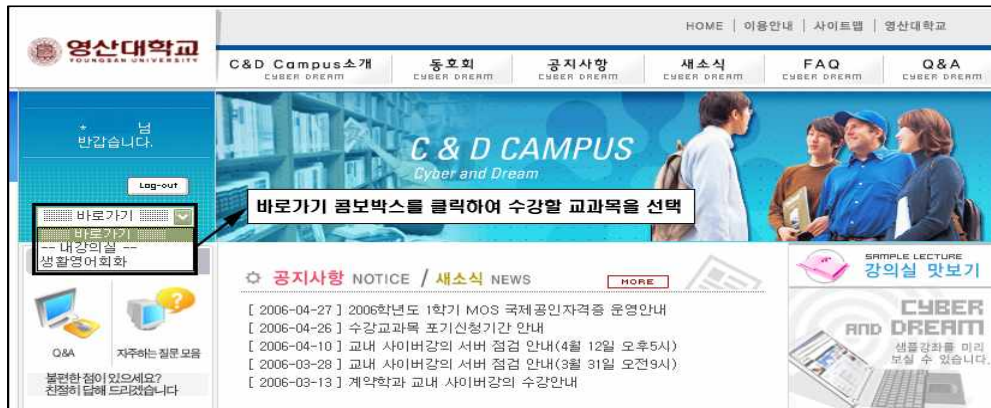 HOME | 이용안내 | 사이트맵 | 영산대학교
영산대학교
YOUNGSAN UNIVERSITY
C&D Campus소개 동호회 공지사항 새소식 FAQ Q&A
CYBER DREAM CYBER DREAM CYBER DREAM CYBER DREAM CYBER DREAM CYBER DREAM
+ 님
반갑습니다.
Log-out
바로가기
바로가기
-- 내강의실 --
생활영어회화
C & D CAMPUS
Cyber and Dream
바로가기 콤보박스를 클릭하여 수강할 교과목을 선택
공지사항 NOTICE / 새소식 NEWS MORE
[ 2006-04-27 ] 2006학년도 1학기 MOS 국제공인자격증 운영안내
[ 2006-04-26 ] 수강교과목 포기신청기간 안내
[ 2006-04-10 ] 교내 사이버강의 서버 점검 안내(4월 12일 오후5시)
[ 2006-03-28 ] 교내 사이버강의 서버 점검 안내(3월 31일 오전9시)
[ 2006-03-13 ] 계약학과 교내 사이버강의 수강안내
Q&A 자주하는 질문 모음
불편한 점이 있으세요?
친절히 답해 드리겠습니다
SAMPLE LECTURE
강의실 맛보기
CYBER
AND DREAM
샘플강좌를 미리
보실 수 있습니다.